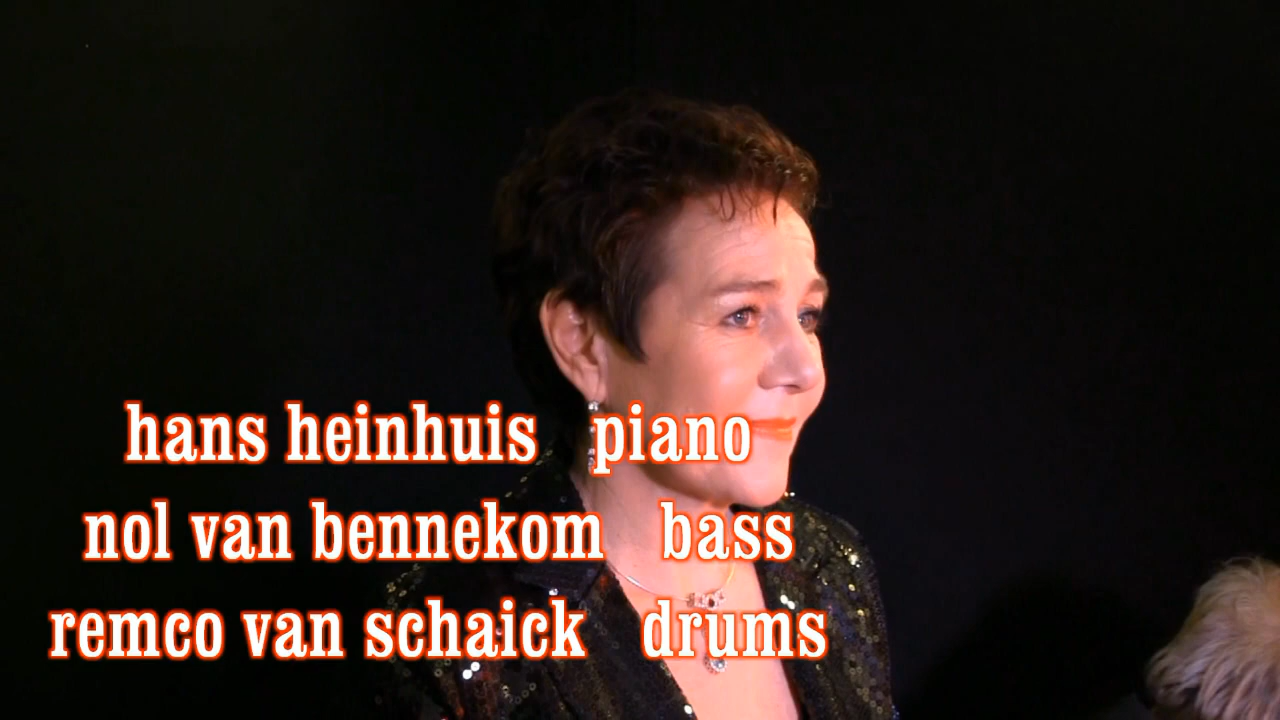 hans heinhuis piano
nol van bennekom bass
remco van schaick drums